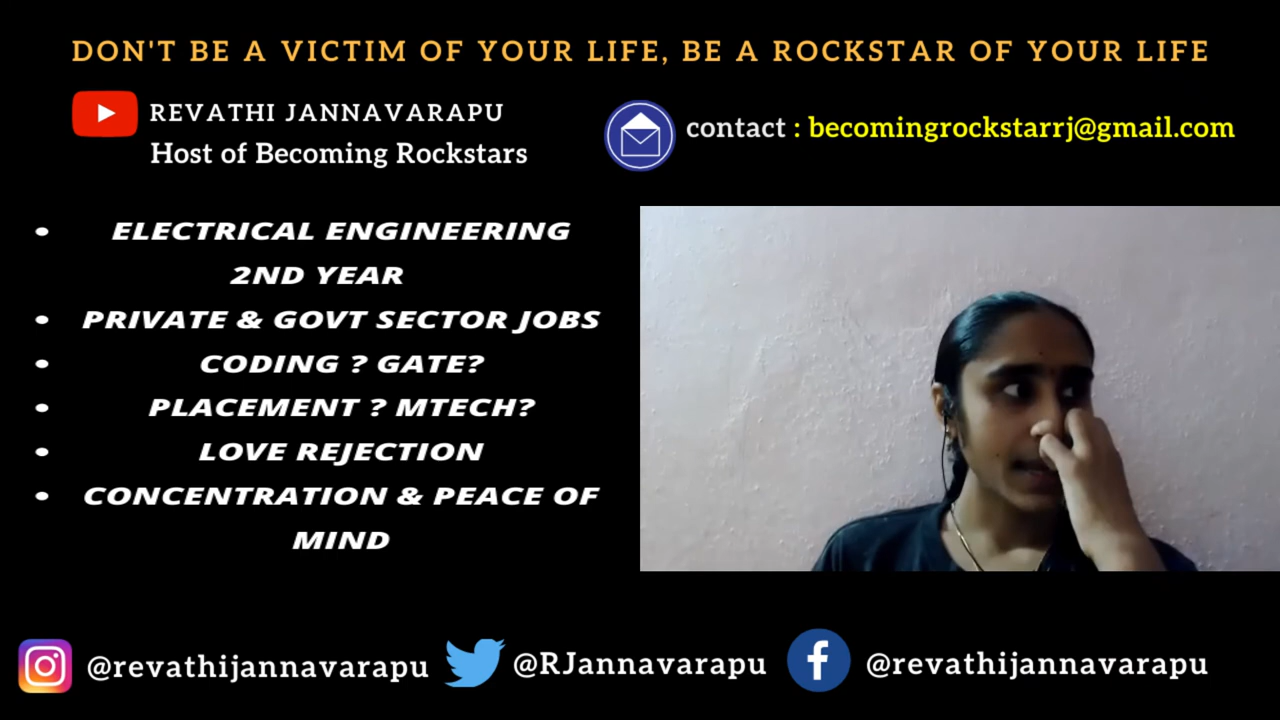 DON'T BE A VICTIM OF YOUR LIFE, BE A ROCKSTAR OF YOUR LIFE
REVATHI JANNAVARAPU
Host of Becoming Rockstars
contact : becomingrockstarrj@gmail.com
• ELECTRICAL ENGINEERING
2ND YEAR
• PRIVATE & GOVT SECTOR JOBS
• CODING ? GATE?
• PLACEMENT ? MTECH?
• LOVE REJECTION
• CONCENTRATION & PEACE OF
MIND
@revathijannavarapu
@RJannavarapu
@revathijannavarapu